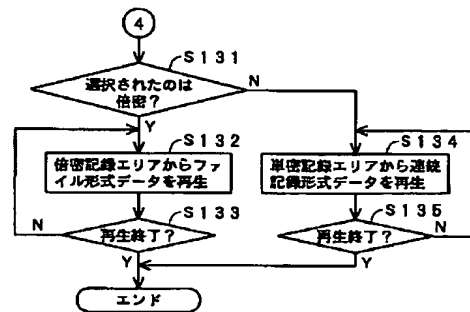 4
S131
選択されたのは
倍密?
N
Y
S132
倍密記録エリアからファ
イル形式データを再生
S134
単密記録エリアから連続
記録形式データを再生
S133
再生終了?
N
Y
S135
再生終了?
N
Y
エンド